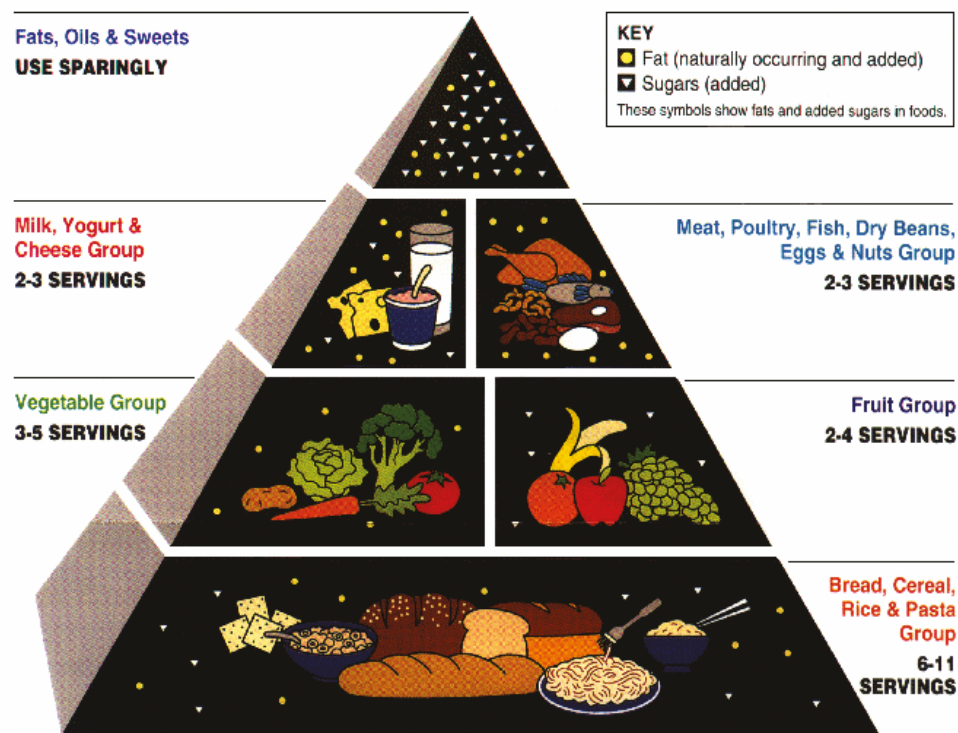 Fats, Oils & Sweets
USE SPARINGLY
KEY
Fat (naturally occurring and added)
Sugars (added)
These symbols show fats and added sugars in foods.
Milk, Yogurt &
Cheese Group
2-3 SERVINGS
Meat, Poultry, Fish, Dry Beans,
Eggs & Nuts Group
2-3 SERVINGS
Vegetable Group
3-5 SERVINGS
Fruit Group
2-4 SERVINGS
Bread, Cereal,
Rice & Pasta
Group
6-11
SERVINGS